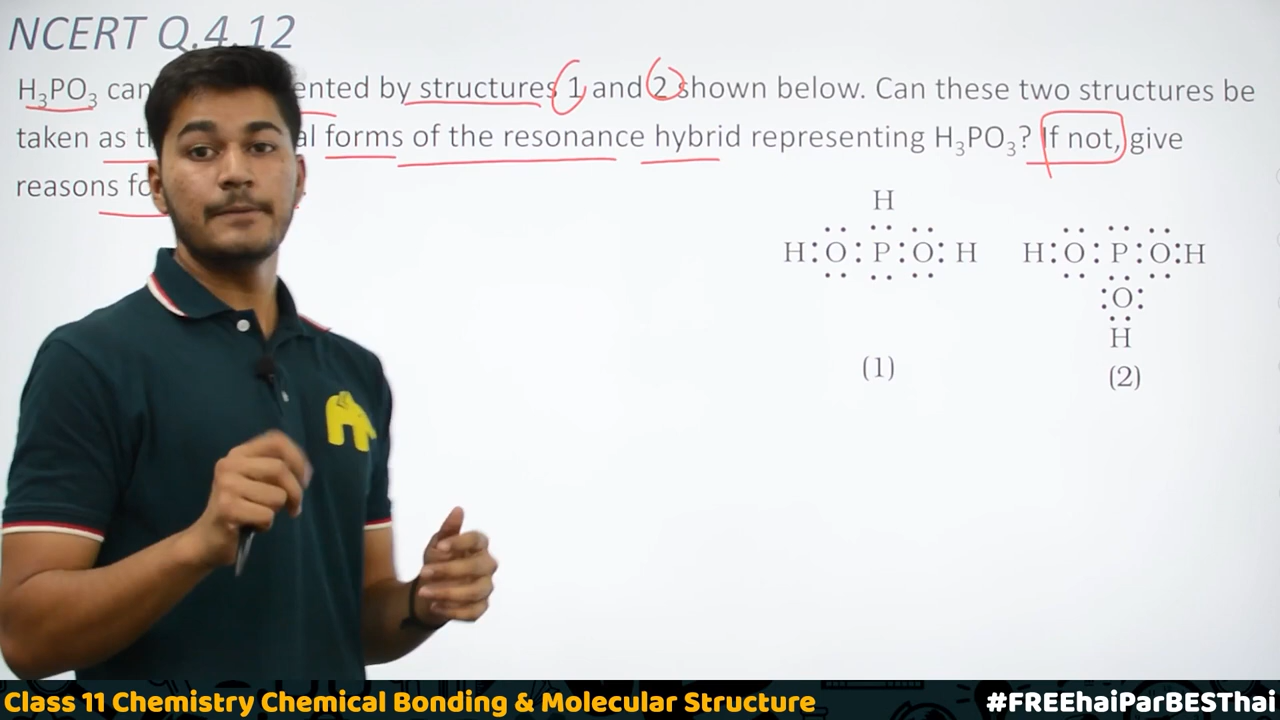 NCERT Q.4.12
H₃PO₃ can ented by structures 1 and 2 shown below. Can these two structures be
taken as t al forms of the resonance hybrid representing H₃PO₃? If not, give
reasons fo .
H
H:O:P:O:H
(1)
H:O:P:O:H
:O:
H
(2)
Class 11 Chemistry Chemical Bonding & Molecular Structure
#FREEhaiParBESThai